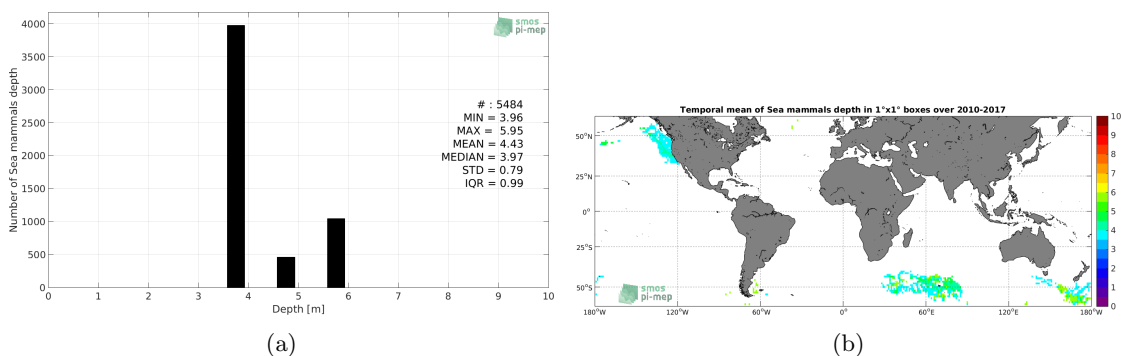 4000
3500
3000
2500
2000
1500
1000
500
0
Number of Sea mammals depth
smos
pi-mep
# : 5484
MIN = 3.96
MAX = 5.95
MEAN = 4.43
MEDIAN = 3.97
STD = 0.79
IQR = 0.99
0 1 2 3 4 5 6 7 8 9 10
Depth [m]
(a)
Temporal mean of Sea mammals depth in 1°x1° boxes over 2010-2017
50°N
25°N
0°
25°S
50°S
smos
pi-mep
180°W 120°W 60°W 0° 60°E 120°E 180°E
10
9
8
7
6
5
4
3
2
1
0
(b)